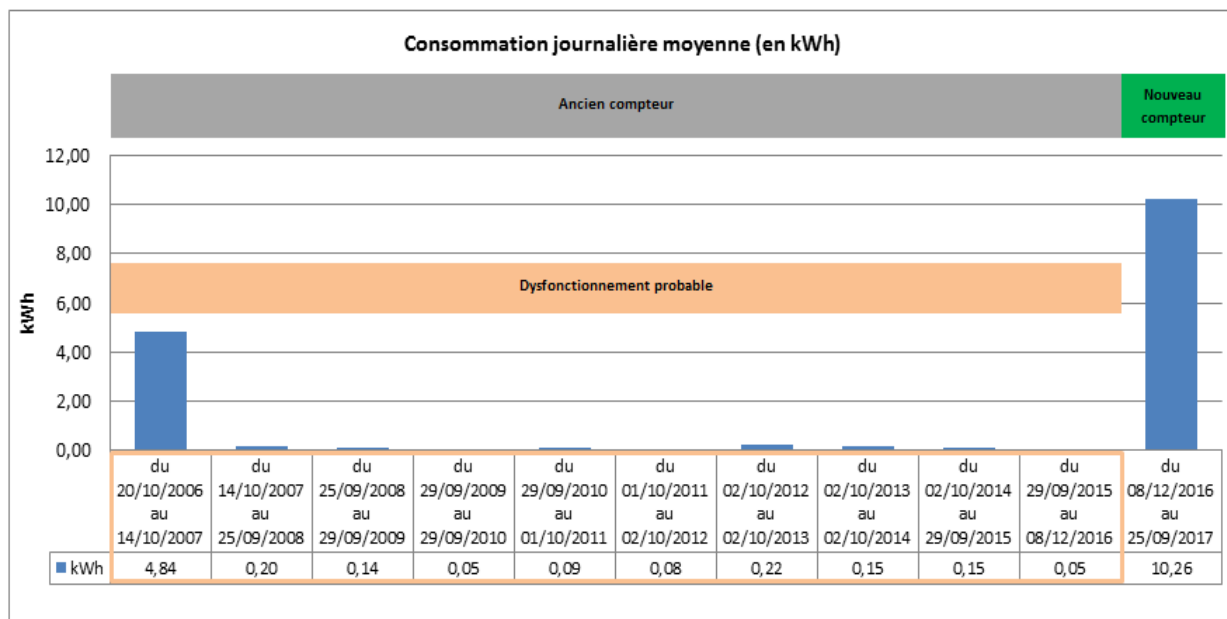 Consommation journalière moyenne (en kWh)
Ancien compteur
Nouveau
compteur
12,00
10,00
8,00
6,00
4,00
2,00
0,00
kWh
Dysfonctionnement probable
du
20/10/2006
au
14/10/2007
du
14/10/2007
au
25/09/2008
du
25/09/2008
au
29/09/2009
du
29/09/2009
au
29/09/2010
du
29/09/2010
au
01/10/2011
du
01/10/2011
au
02/10/2012
du
02/10/2012
au
02/10/2013
du
02/10/2013
au
02/10/2014
du
02/10/2014
au
29/09/2015
du
29/09/2015
au
08/12/2016
du
08/12/2016
au
25/09/2017
kWh 4,84 0,20 0,14 0,05 0,09 0,08 0,22 0,15 0,15 0,05 10,26